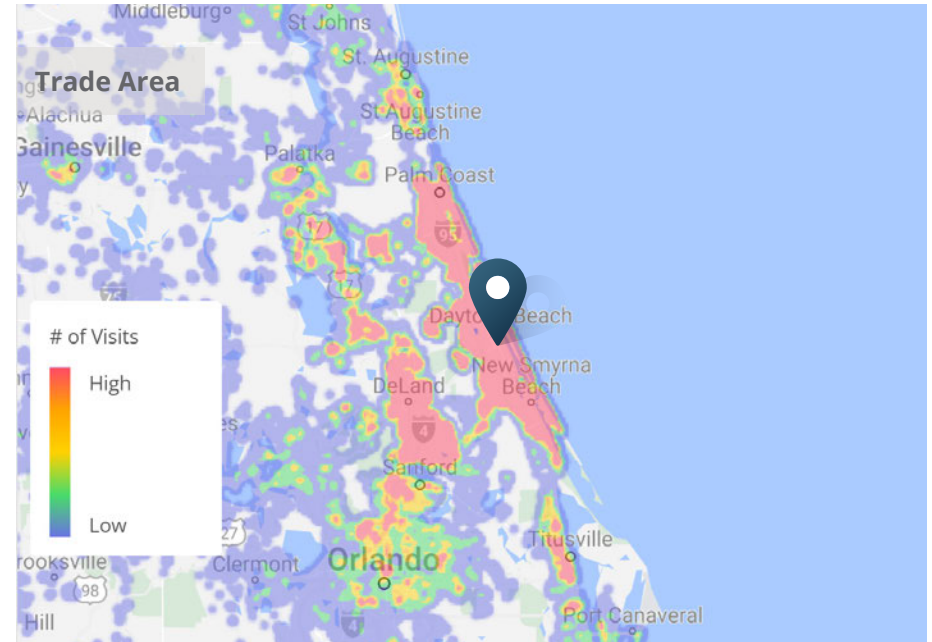 Middleburg
St Johns
St. Augustine
Trade Area
Alachua
St Augustine
Beach
Gainesville
Palatka
Palm Coast
17
95
17
75
Beach
# of Visits
New Smyrna
Beach
High
DeLand
4
Sanford
Low
27
Titusville
rooksville
Clermont
Orlando
98
Port Canaveral
Hill
4